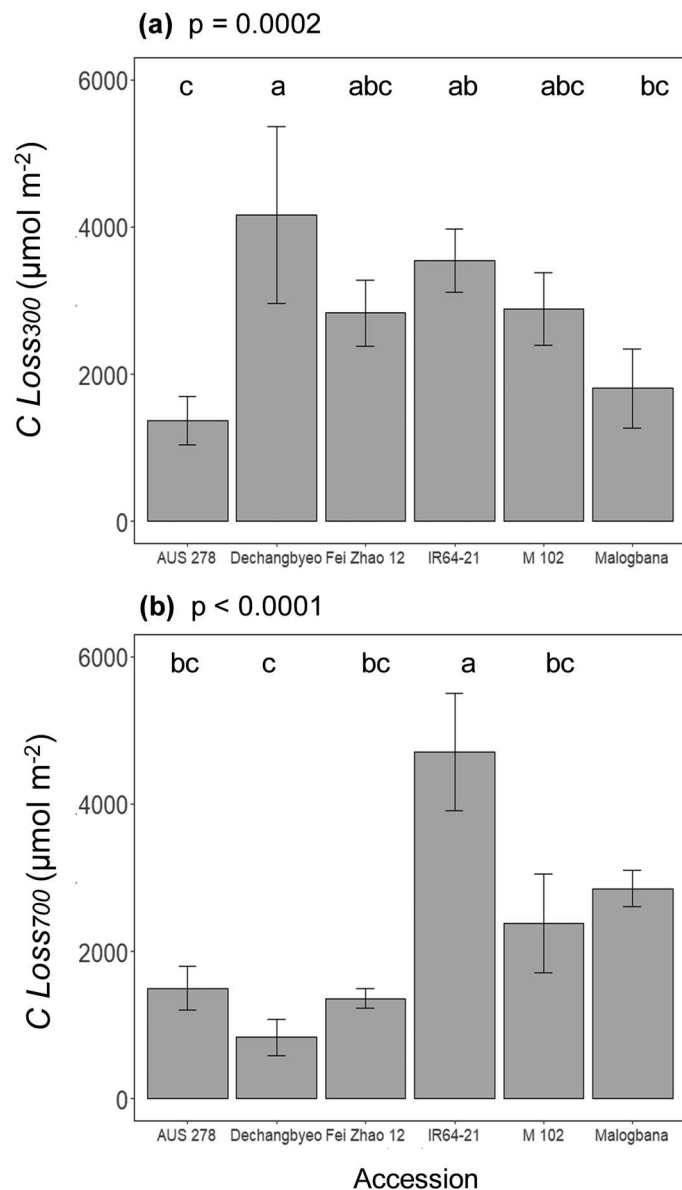 (a) p = 0.0002
6000
c a abc ab abc bc
4000
2000
0
C Loss300 (µmol m-2)
AUS 278 Dechangbyeo Fei Zhao 12 IR64-21 M 102 Malogbana
(b) p < 0.0001
6000
bc c bc a bc
4000
2000
0
C Loss700 (µmol m-2)
AUS 278 Dechangbyeo Fei Zhao 12 IR64-21 M 102 Malogbana
Accession